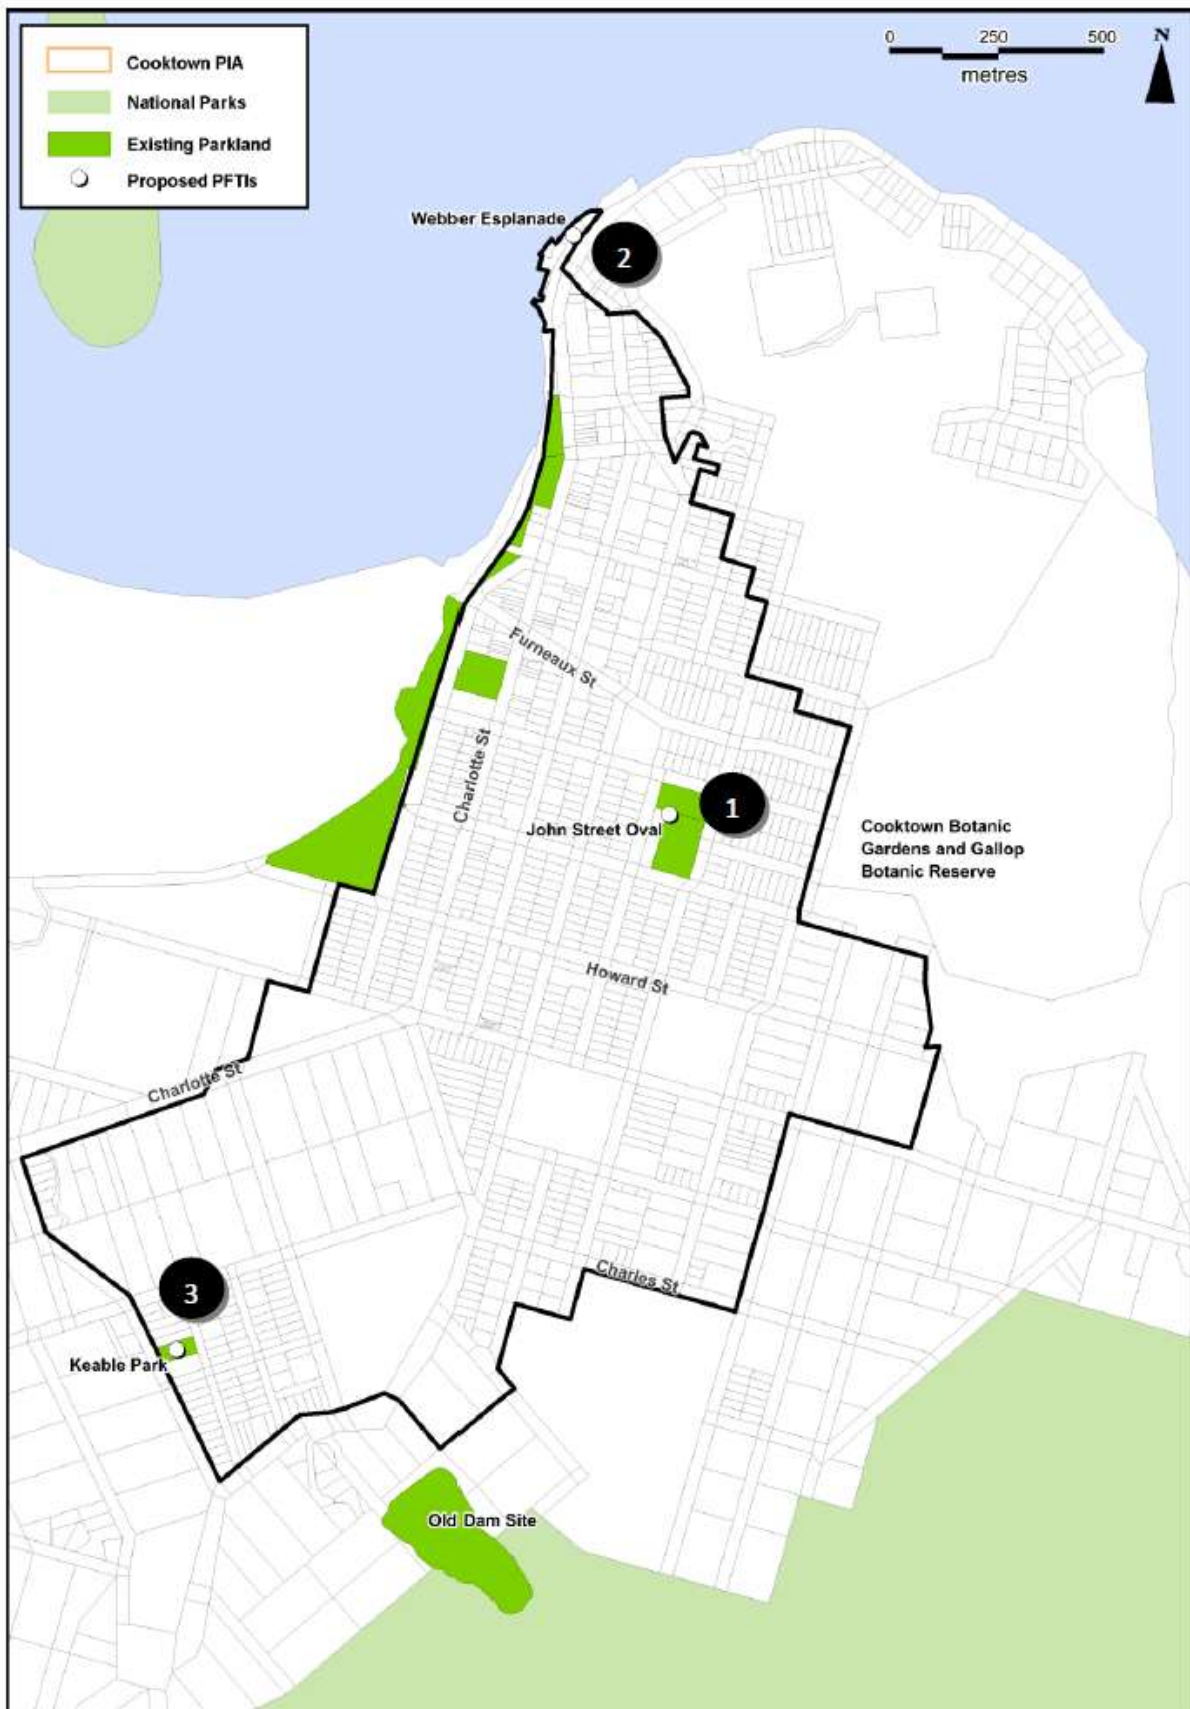 Cooktown PIA
National Parks
Existing Parkland
Proposed PFTIs
0 250 500
metres
N
Webber Esplanade
2
Furneaux St
Charlotte St
1
John Street Oval
Cooktown Botanic
Gardens and Gallop
Botanic Reserve
Howard St
Charlotte St
Charles St
3
Keable Park
Old Dam Site